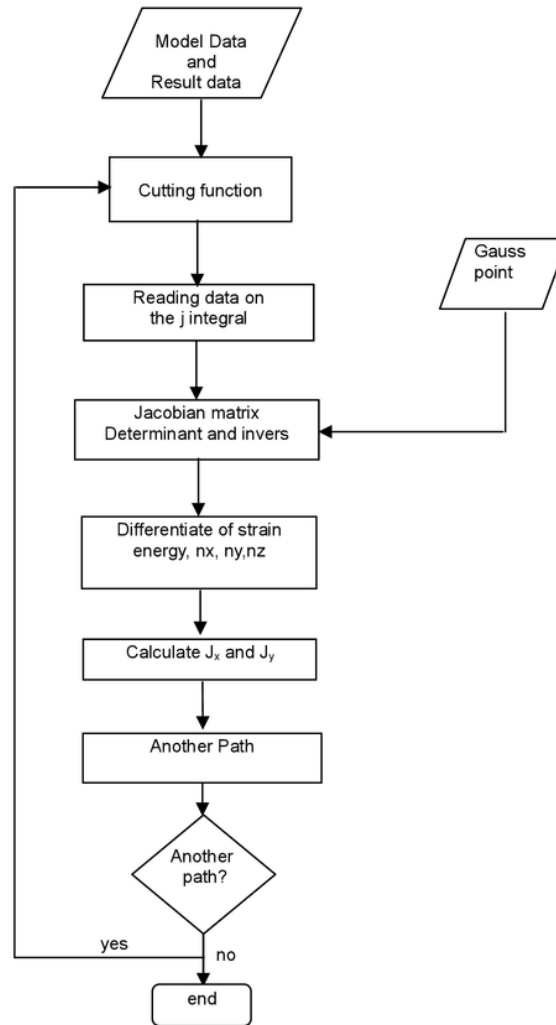 Model Data
and
Result data
Cutting function
Reading data on
the j integral
Gauss
point
Jacobian matrix
Determinant and invers
Differentiate of strain
energy, nx, ny,nz
Calculate Jₓ and Jᵧ
Another Path
Another
path?
yes
no
end